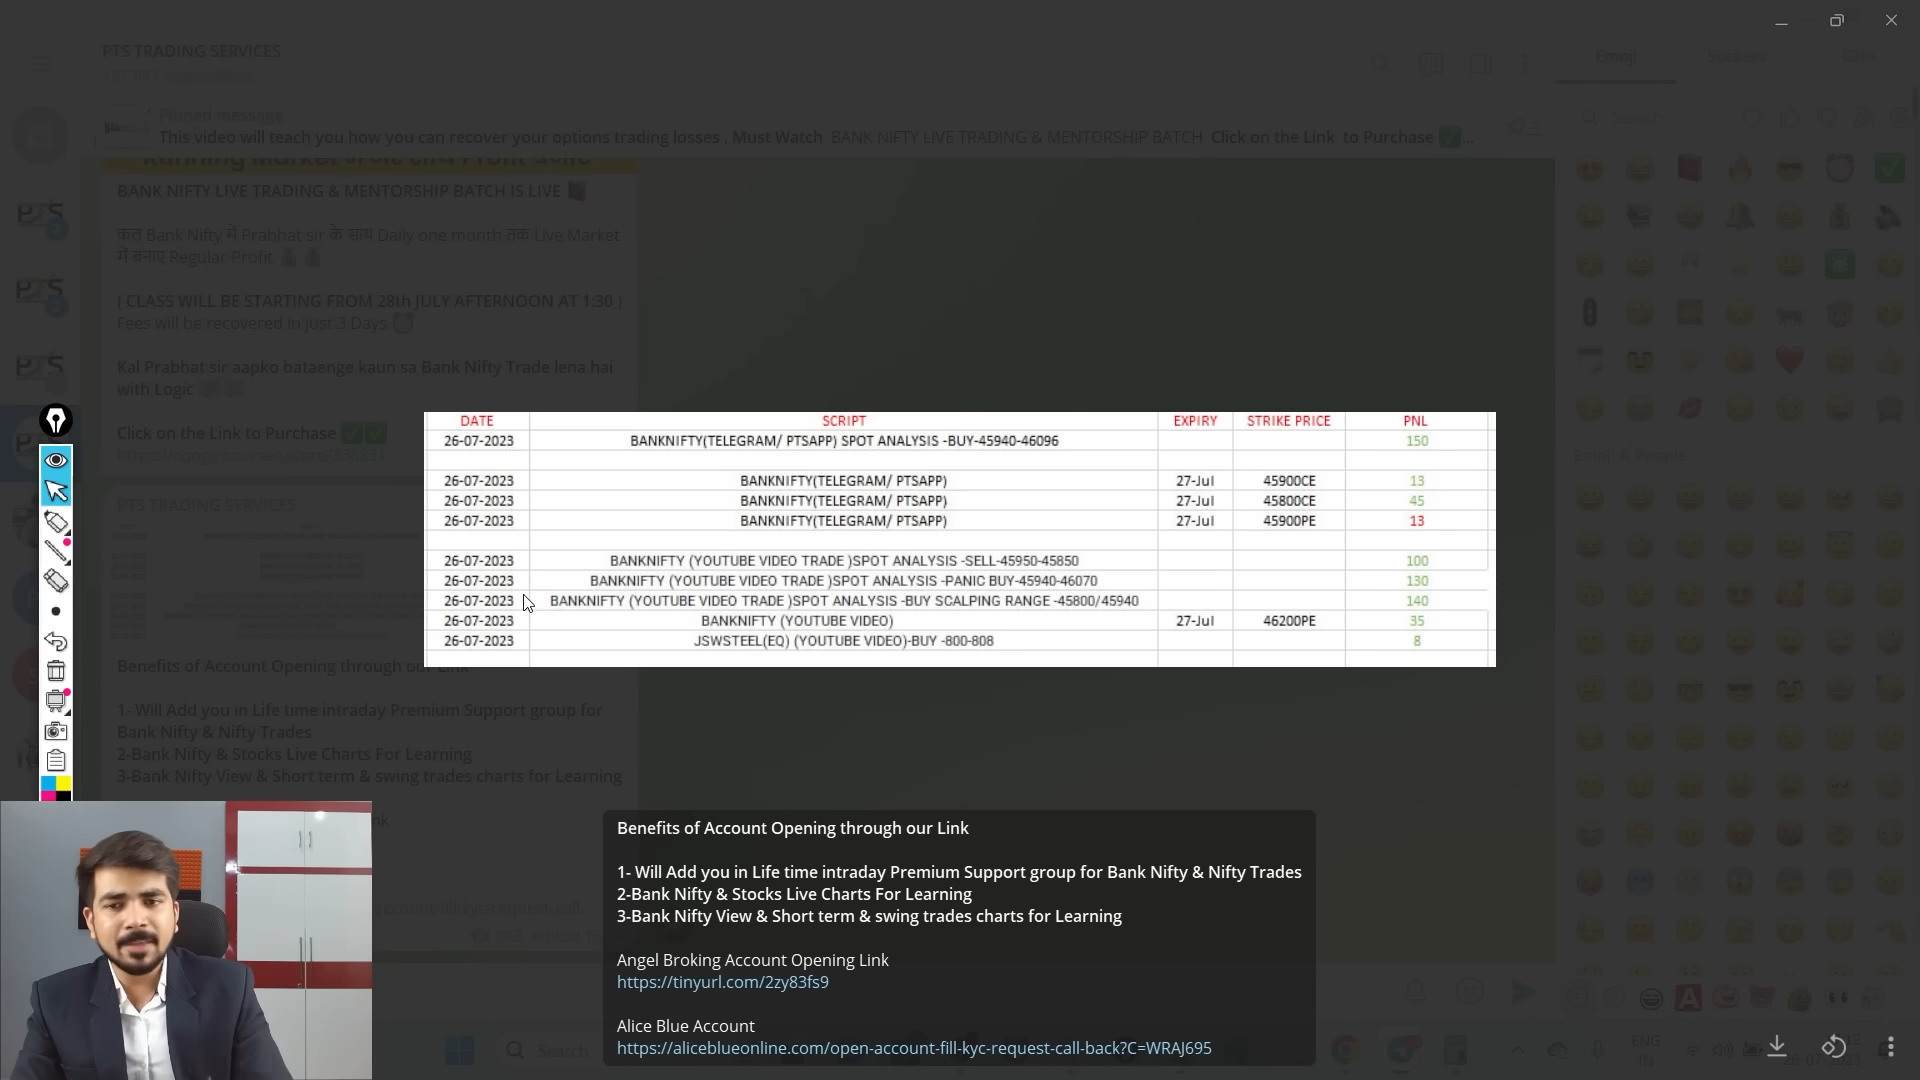 PTS TRADING SERVICES
Emoji
Stickers
Pinned message
This video will teach you how you can recover your options trading losses , Must Watch BANK NIFTY LIVE TRADING & MENTORSHIP BATCH Click on the Link to Purchase ✅...
Search
BANK NIFTY LIVE TRADING & MENTORSHIP BATCH IS LIVE
कल Bank Nifty में Prabhat sir के साथ Daily one month तक Live Market
में बनाए Regular Profit
( CLASS WILL BE STARTING FROM 28th JULY AFTERNOON AT 1:30 )
Fees will be recovered in just 3 Days
Kal Prabhat sir aapko bataenge kaun sa Bank Nifty Trade lena hai
with Logic
Click on the Link to Purchase ✅✅
Emoji & People
DATE SCRIPT EXPIRY STRIKE PRICE PNL
26-07-2023 BANKNIFTY(TELEGRAM/ PTSAPP) SPOT ANALYSIS -BUY-45940-46096 150
26-07-2023 BANKNIFTY(TELEGRAM/ PTSAPP) 27-Jul 45900CE 13
26-07-2023 BANKNIFTY(TELEGRAM/ PTSAPP) 27-Jul 45800CE 45
26-07-2023 BANKNIFTY(TELEGRAM/ PTSAPP) 27-Jul 45900PE 13
26-07-2023 BANKNIFTY (YOUTUBE VIDEO TRADE )SPOT ANALYSIS -SELL-45950-45850 100
26-07-2023 BANKNIFTY (YOUTUBE VIDEO TRADE )SPOT ANALYSIS -PANIC BUY-45940-46070 130
26-07-2023 BANKNIFTY (YOUTUBE VIDEO TRADE )SPOT ANALYSIS -BUY SCALPING RANGE -45800/45940 140
26-07-2023 BANKNIFTY (YOUTUBE VIDEO) 27-Jul 46200PE 35
26-07-2023 JSWSTEEL(EQ) (YOUTUBE VIDEO)-BUY -800-808 8
PTS TRADING SERVICES
Benefits of Account Opening through our Link
1- Will Add you in Life time intraday Premium Support group for
Bank Nifty & Nifty Trades
2-Bank Nifty & Stocks Live Charts For Learning
3-Bank Nifty View & Short term & swing trades charts for Learning
Benefits of Account Opening through our Link
1- Will Add you in Life time intraday Premium Support group for Bank Nifty & Nifty Trades
2-Bank Nifty & Stocks Live Charts For Learning
3-Bank Nifty View & Short term & swing trades charts for Learning
Angel Broking Account Opening Link
https://tinyurl.com/2zy83fs9
Alice Blue Account
https://aliceblueonline.com/open-account-fill-kyc-request-call-back?C=WRAJ695
Search
ENG
IN